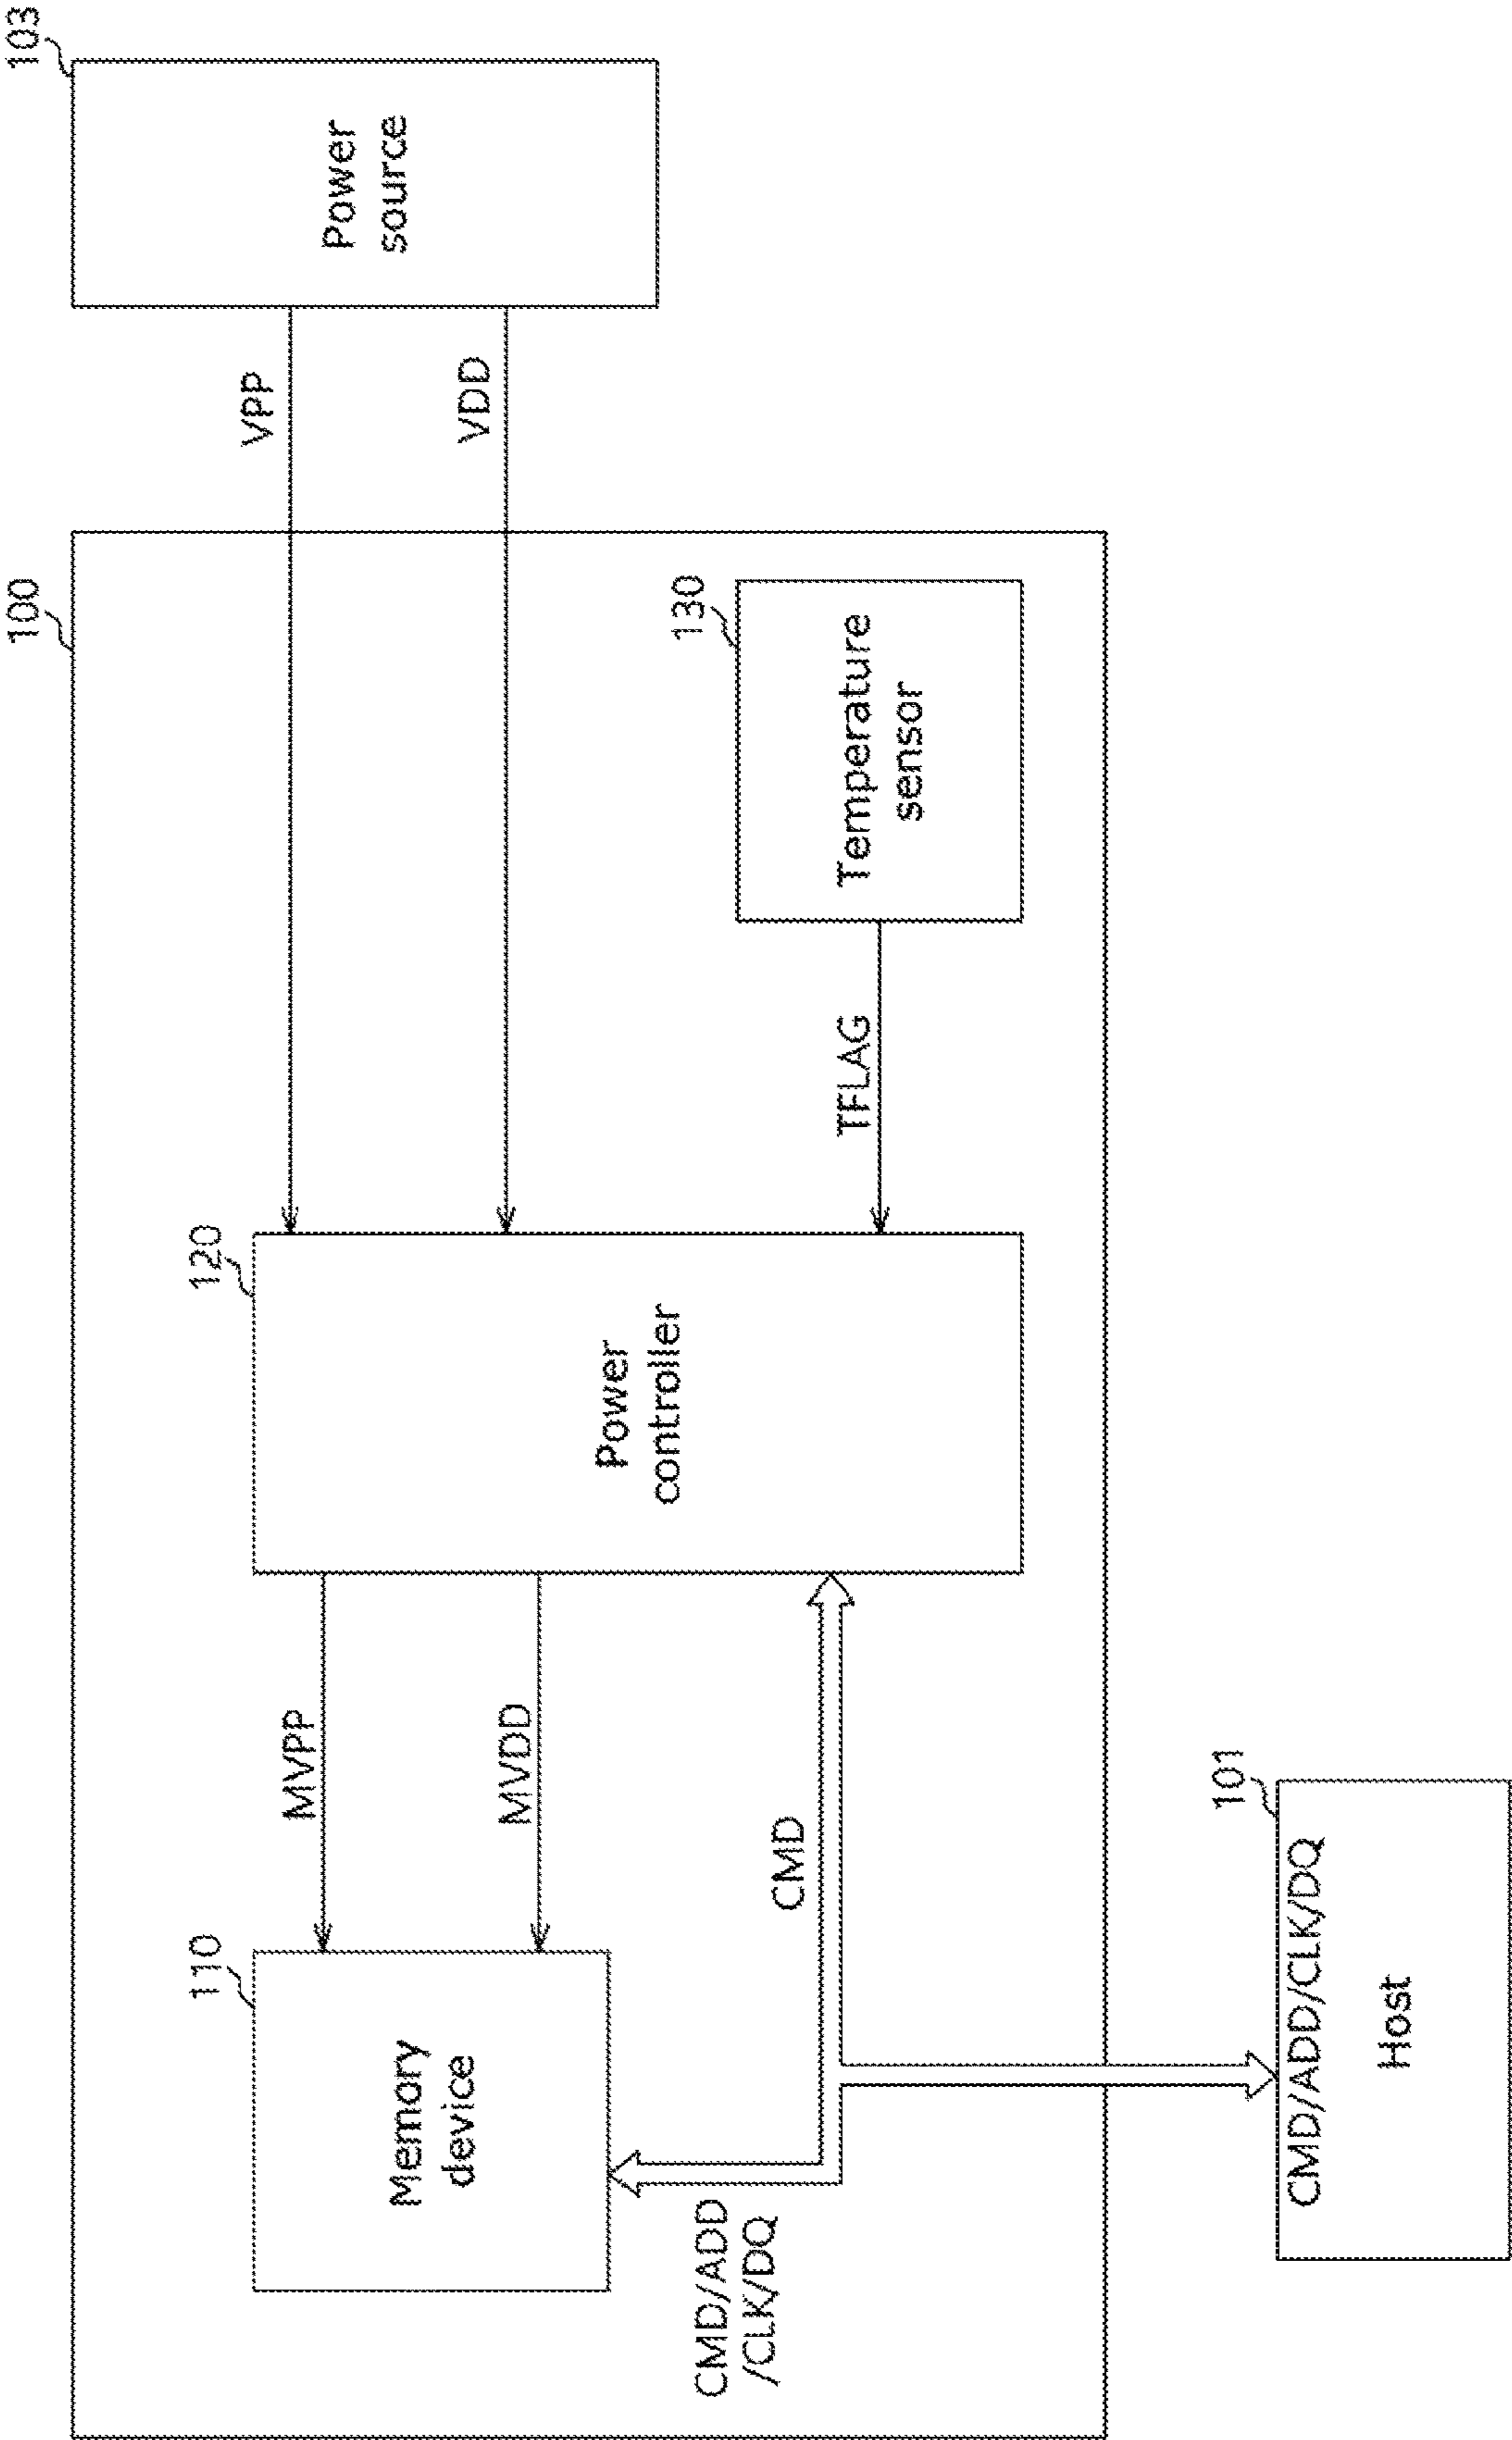 100
103
110
120
Memory
device
MVPP
MVDD
Power
controller
VPP
VDD
Power
source
CMD/ADD
/CLK/DQ
CMD
TFLAG
130
Temperature
sensor
101
CMD/ADD/CLK/DQ
Host